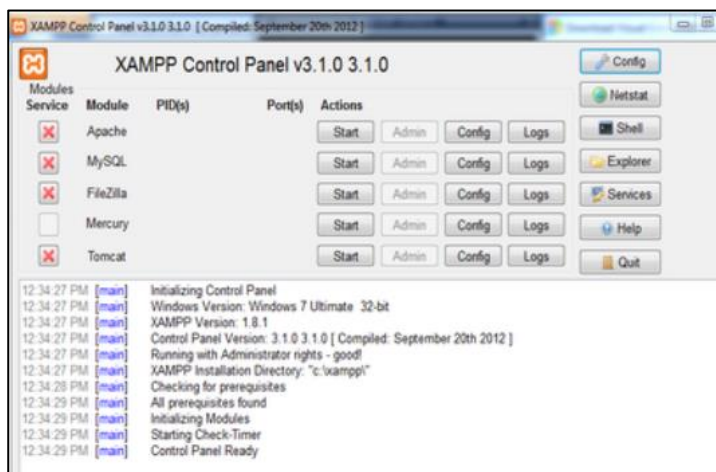 XAMPP Control Panel v3.1.0 3.1.0 [ Compiled: September 20th 2012 ]
XAMPP Control Panel v3.1.0 3.1.0
Config
Modules
Service Module PID(s) Port(s) Actions
Netstat
Apache Start Admin Config Logs
Shell
MySQL Start Admin Config Logs
Explorer
FileZilla Start Admin Config Logs
Services
Mercury Start Admin Config Logs
Help
Tomcat Start Admin Config Logs
Quit
12:34:27 PM [main] Initializing Control Panel
12:34:27 PM [main] Windows Version: Windows 7 Ultimate 32-bit
12:34:27 PM [main] XAMPP Version: 1.8.1
12:34:27 PM [main] Control Panel Version: 3.1.0 3.1.0 [ Compiled: September 20th 2012 ]
12:34:27 PM [main] Running with Administrator rights - good!
12:34:27 PM [main] XAMPP Installation Directory: "c:\xampp\"
12:34:28 PM [main] Checking for prerequisites
12:34:29 PM [main] All prerequisites found
12:34:29 PM [main] Initializing Modules
12:34:29 PM [main] Starting Check-Timer
12:34:29 PM [main] Control Panel Ready